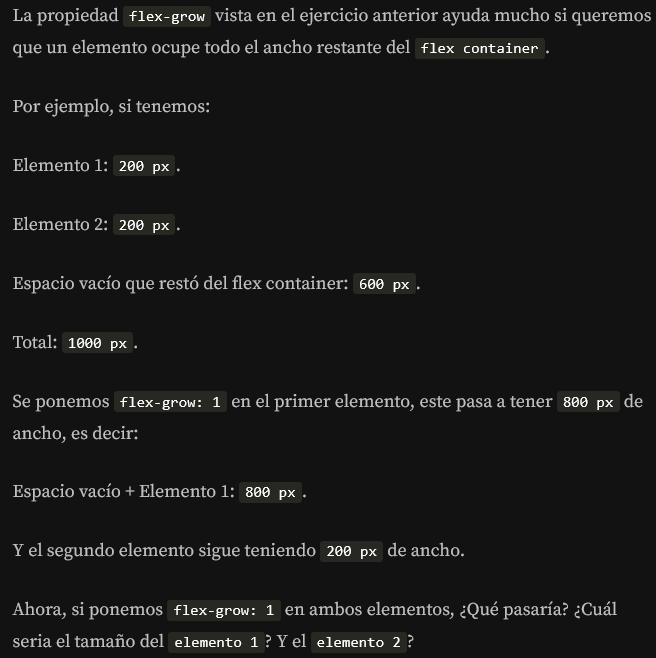 La propiedad flex-grow vista en el ejercicio anterior ayuda mucho si queremos
que un elemento ocupe todo el ancho restante del flex container.
Por ejemplo, si tenemos:
Elemento 1: 200 px.
Elemento 2: 200 px.
Espacio vacío que restó del flex container: 600 px.
Total: 1000 px.
Se ponemos flex-grow: 1 en el primer elemento, este pasa a tener 800 px de
ancho, es decir:
Espacio vacío + Elemento 1: 800 px.
Y el segundo elemento sigue teniendo 200 px de ancho.
Ahora, si ponemos flex-grow: 1 en ambos elementos, ¿Qué pasaría? ¿Cuál
seria el tamaño del elemento 1? Y el elemento 2?